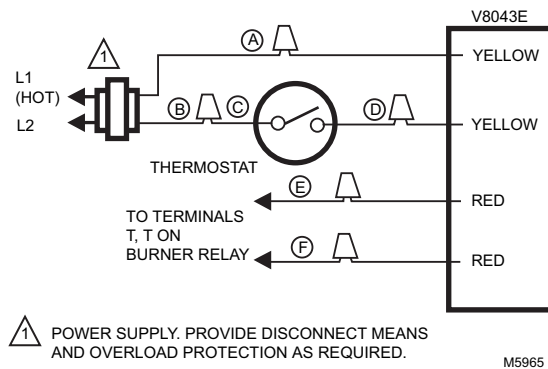 V8043E
A
1
YELLOW
L1
(HOT)
B
C
D
L2
YELLOW
THERMOSTAT
E
RED
TO TERMINALS
T, T ON
BURNER RELAY
F
RED
1 POWER SUPPLY. PROVIDE DISCONNECT MEANS
AND OVERLOAD PROTECTION AS REQUIRED.
M5965